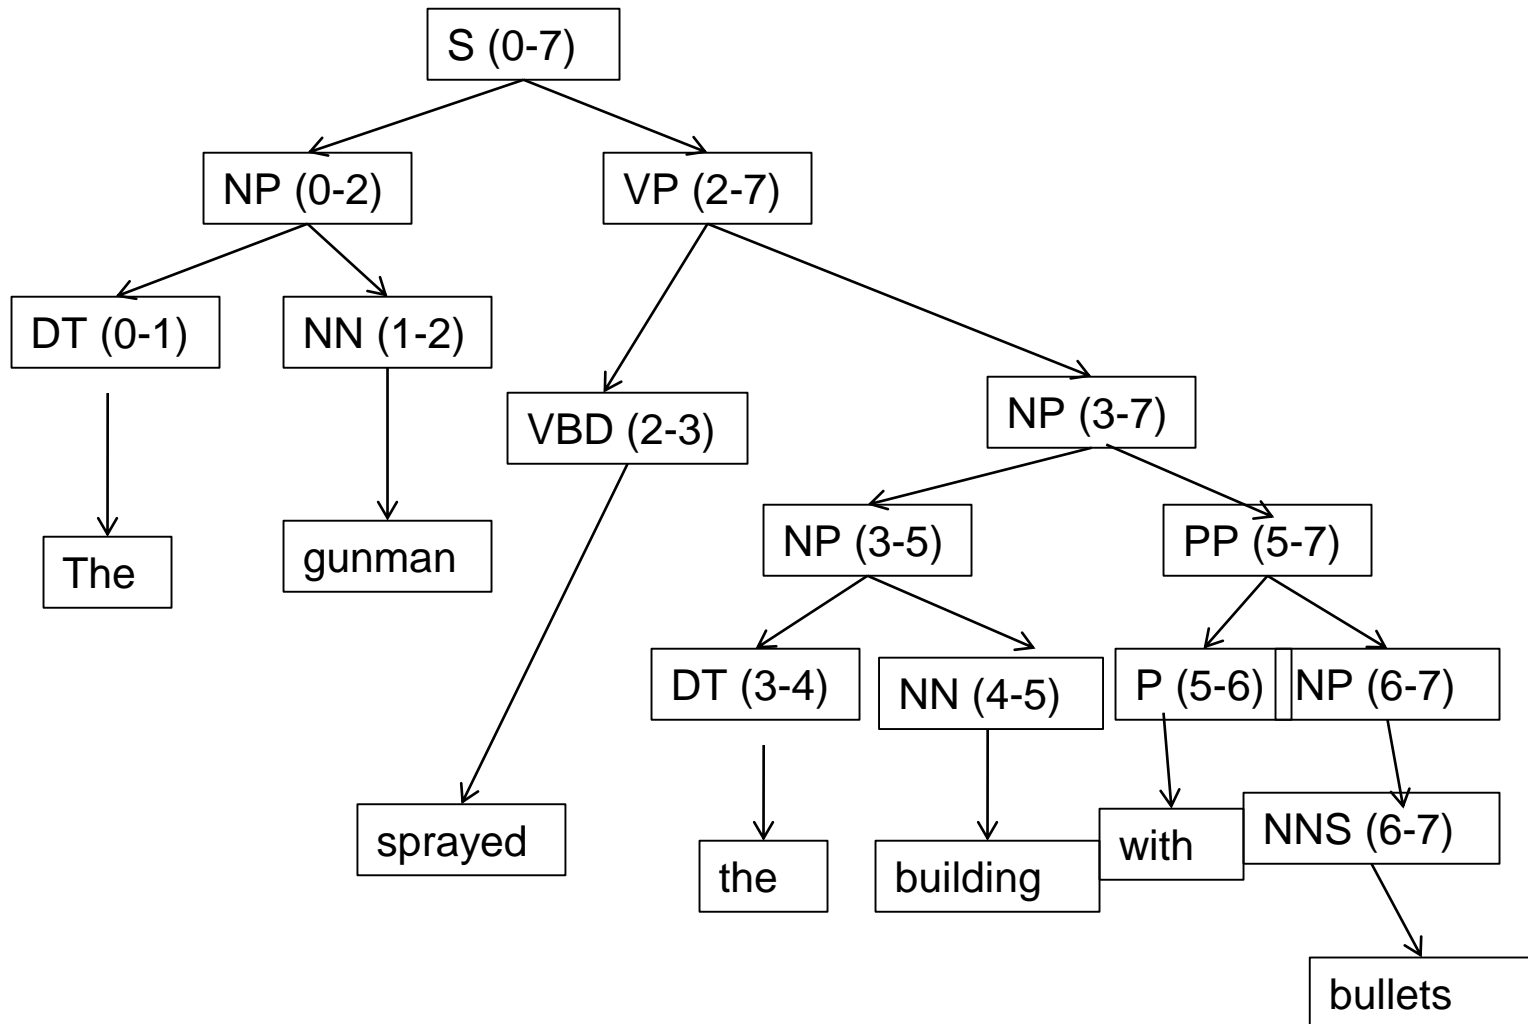 S (0-7)
NP (0-2)
VP (2-7)
DT (0-1)
NN (1-2)
VBD (2-3)
NP (3-7)
NP (3-5)
PP (5-7)
The
gunman
DT (3-4)
NN (4-5)
P (5-6)
NP (6-7)
sprayed
the
building
with
NNS (6-7)
bullets